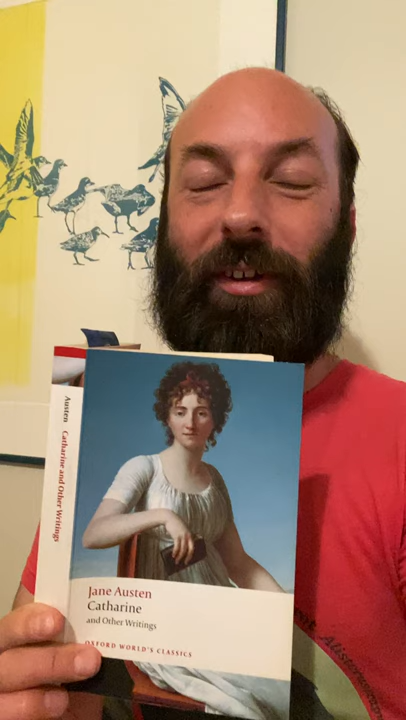 Austen Catharine and Other Writings
Jane Austen
Catharine
and Other Writings
OXFORD WORLD'S CLASSICS